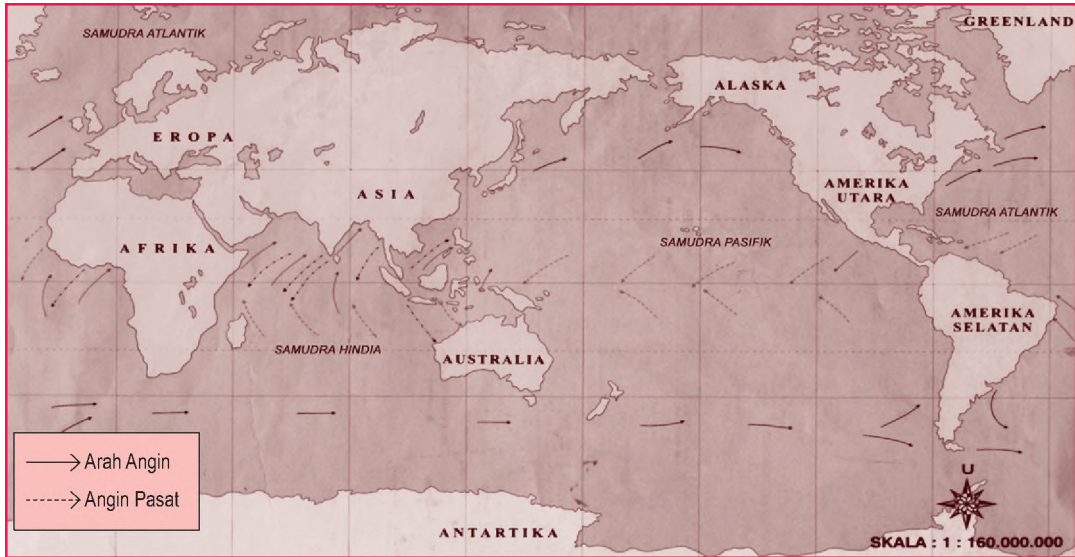 SAMUDRA ATLANTIK
GREENLAND
ALASKA
EROPA
ASIA
AMERIKA
UTARA
SAMUDRA ATLANTIK
AFRIKA
SAMUDRA PASIFIK
AMERIKA
SELATAN
SAMUDRA HINDIA
AUSTRALIA
Arah Angin
Angin Pasat
U
ANTARTIKA
SKALA : 1 : 160.000.000